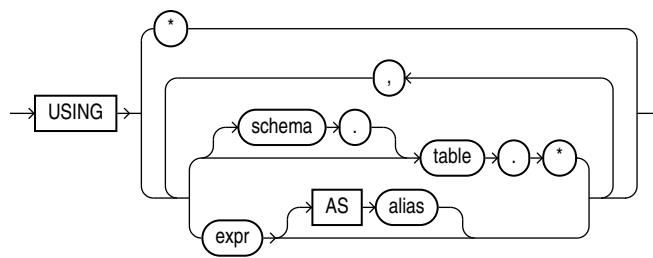 *
,
USING
schema .
table . *
AS alias
expr